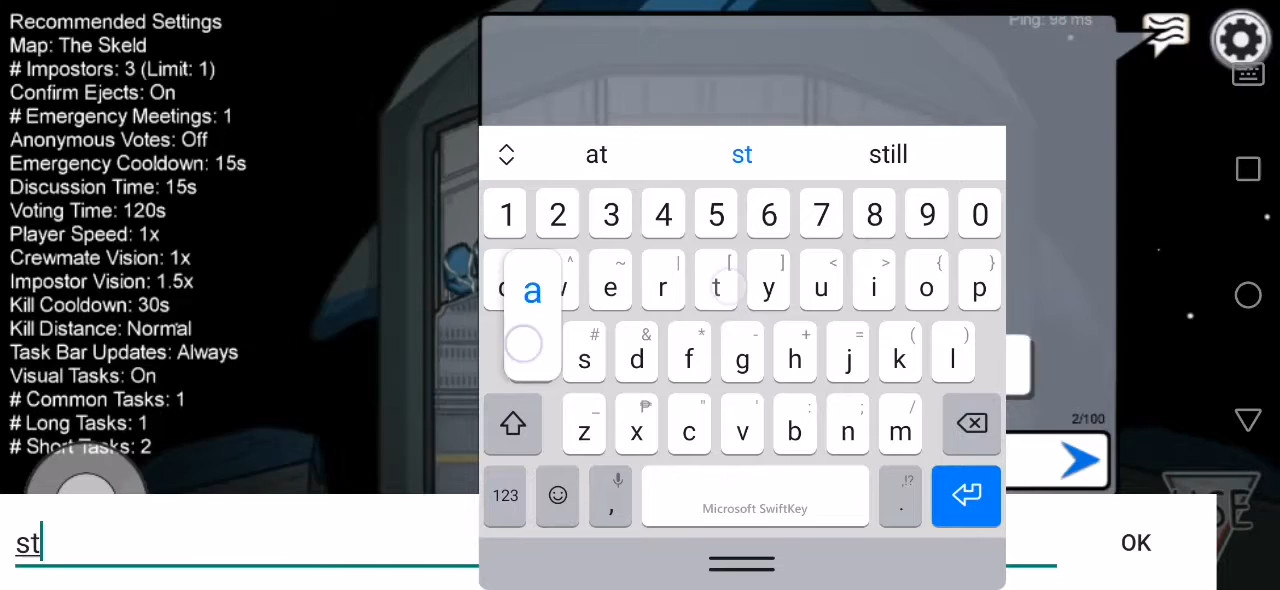 Recommended Settings
Map: The Skeld
# Impostors: 3 (Limit: 1)
Confirm Ejects: On
# Emergency Meetings: 1
Anonymous Votes: Off
Emergency Cooldown: 15s
Discussion Time: 15s
Voting Time: 120s
Player Speed: 1x
Crewmate Vision: 1x
Impostor Vision: 1.5x
Kill Cooldown: 30s
Kill Distance: Normal
Task Bar Updates: Always
Visual Tasks: On
# Common Tasks: 1
# Long Tasks: 1
# Short Tasks: 2
Ping: 98 ms
at st still
1 2 3 4 5 6 7 8 9 0
^ ~ | [ ] < > { }
e r t y u i o p
a
# & * - + = ( )
s d f g h j k l
_ ₱ " ' : ; /
z x c v b n m
2/100
123 , Microsoft SwiftKey ,!? .
st
OK